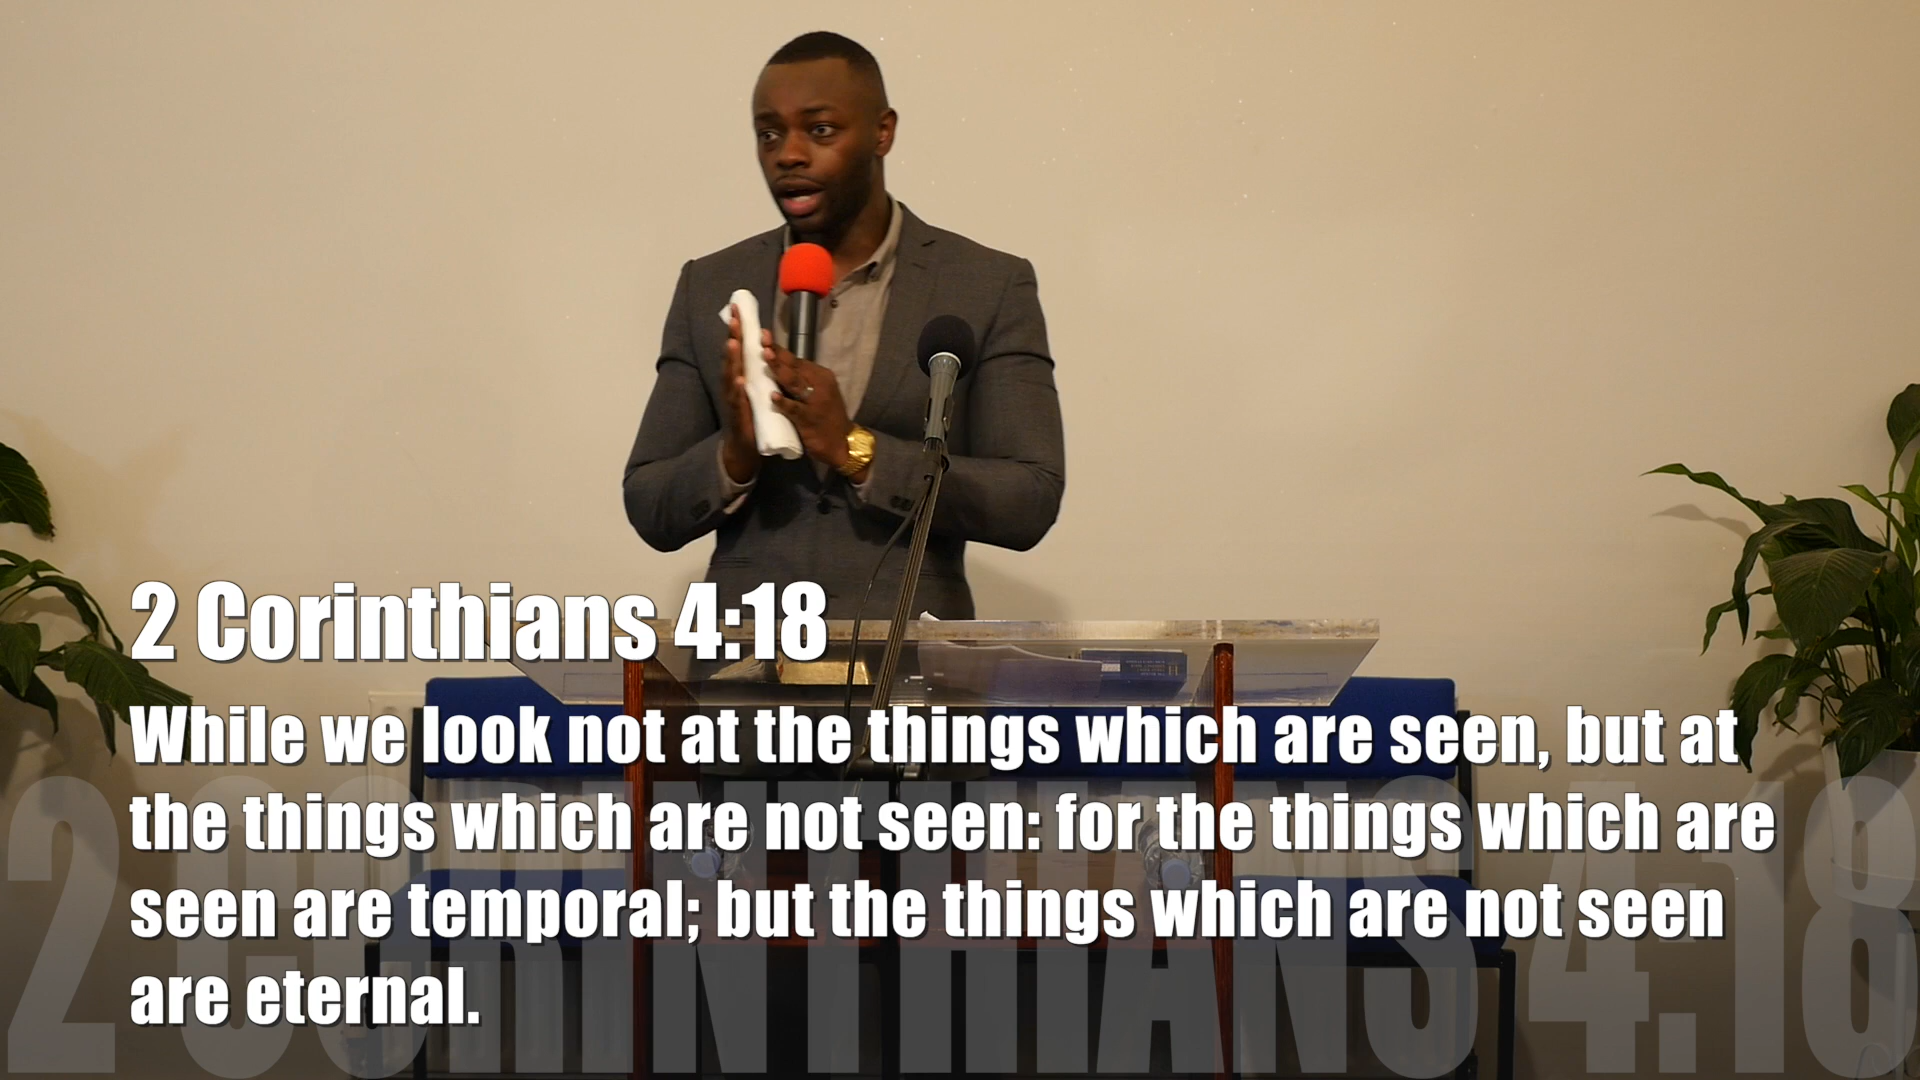 2 Corinthians 4:18
While we look not at the things which are seen, but at
the things which are not seen: for the things which are
seen are temporal; but the things which are not seen
are eternal.
2 CORINTHIANS 4:18